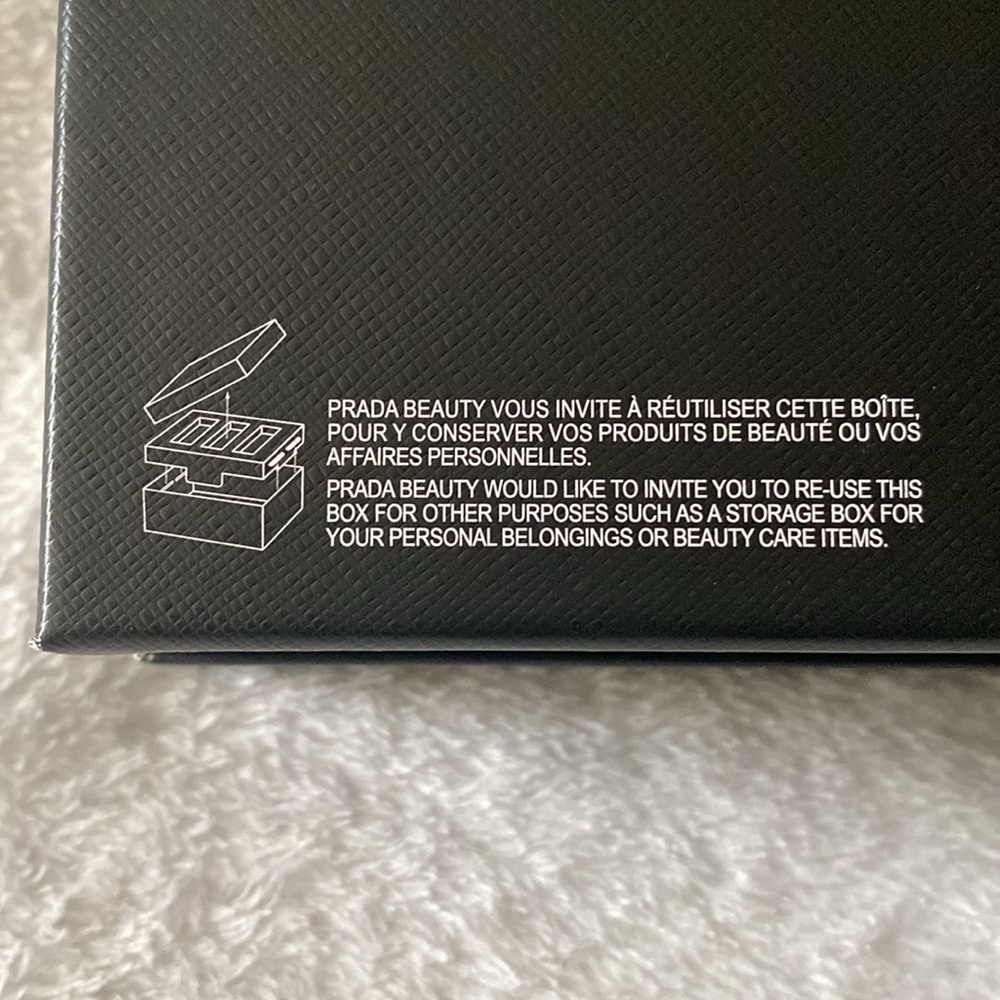 PRADA BEAUTY VOUS INVITE À RÉUTILISER CETTE BOÎTE,
POUR Y CONSERVER VOS PRODUITS DE BEAUTÉ OU VOS
AFFAIRES PERSONNELLES.
PRADA BEAUTY WOULD LIKE TO INVITE YOU TO RE-USE THIS
BOX FOR OTHER PURPOSES SUCH AS A STORAGE BOX FOR
YOUR PERSONAL BELONGINGS OR BEAUTY CARE ITEMS.